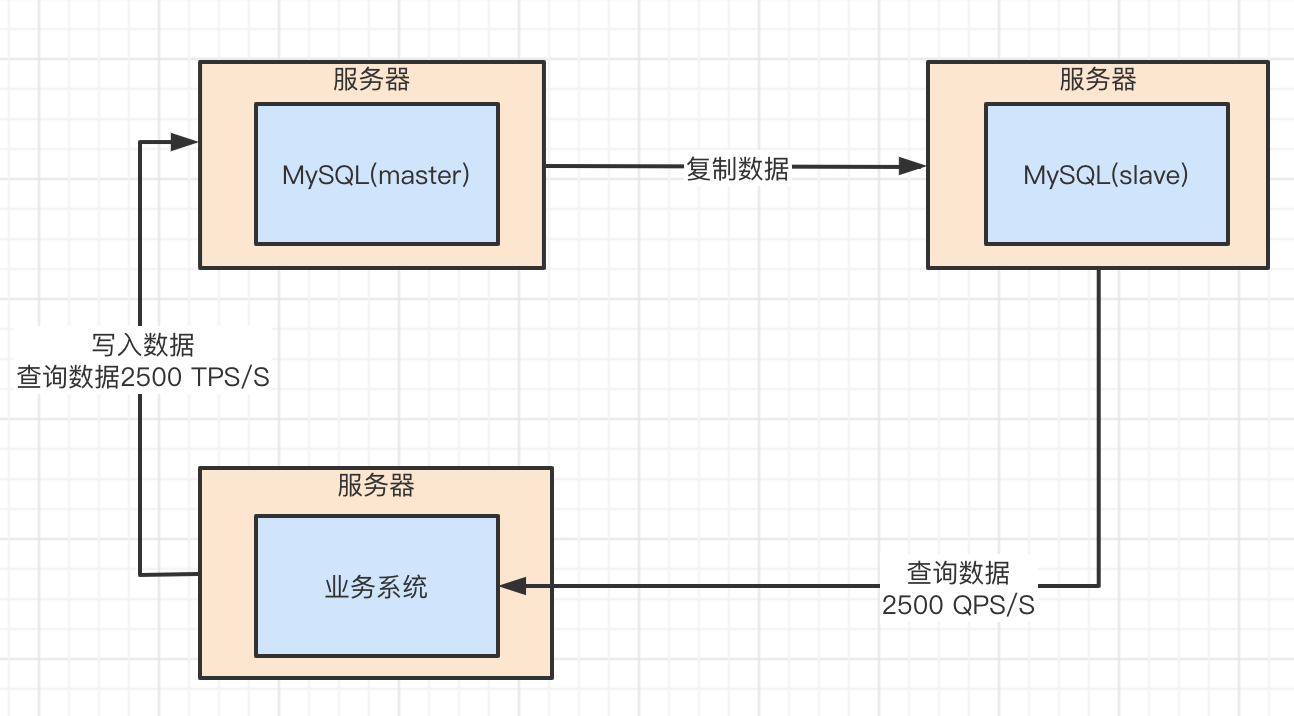 服务器
MySQL(master)
复制数据
服务器
MySQL(slave)
写入数据
查询数据2500 TPS/S
服务器
业务系统
查询数据
2500 QPS/S